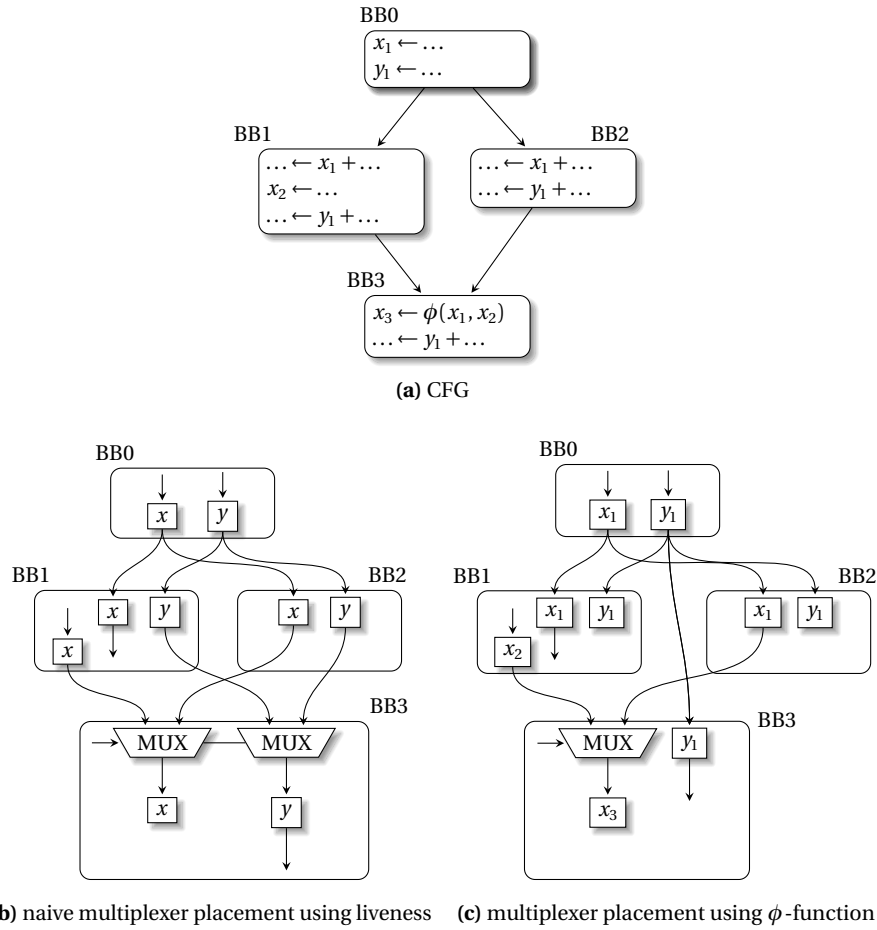 BB0
x₁ ← …
y₁ ← …
BB1
BB2
… ← x₁ + …
x₂ ← …
… ← y₁ + …
… ← x₁ + …
… ← y₁ + …
BB3
x₃ ← ϕ(x₁, x₂)
… ← y₁ + …
(a) CFG
BB0
x y
BB1
BB2
x y
x
x y
BB3
MUX MUX
x y
BB0
x₁ y₁
BB1
BB2
x₁ y₁
x₂
x₁ y₁
BB3
MUX y₁
x₃
) naive multiplexer placement using liveness
(c) multiplexer placement using ϕ-function